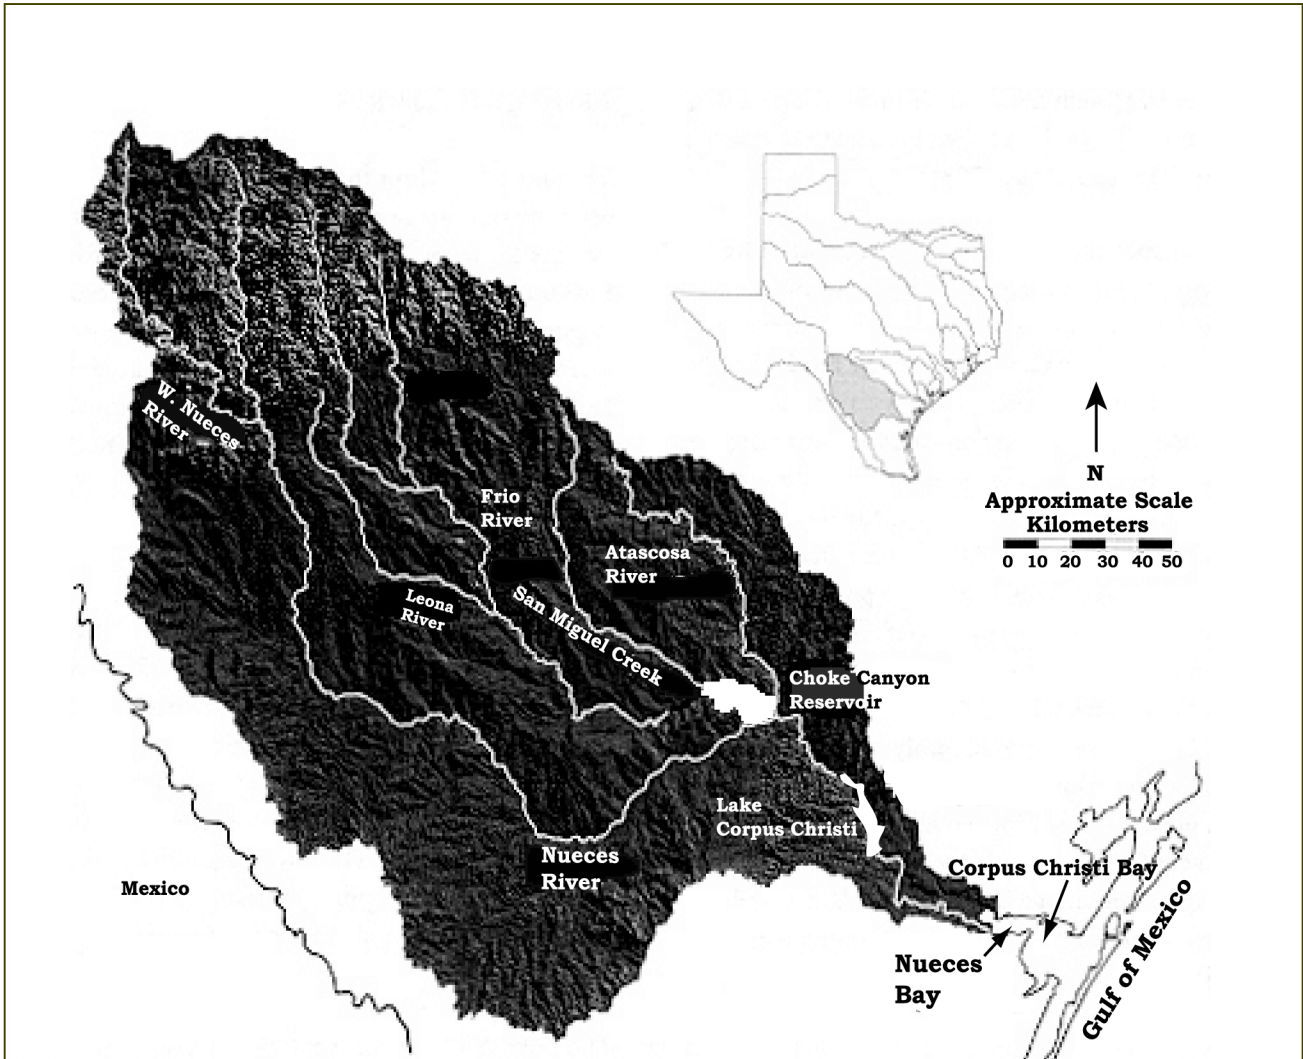 W. Nueces
River
Frio
River
Atascosa
River
Leona
River
San Miguel Creek
Choke Canyon
Reservoir
Lake
Corpus Christi
Nueces
River
Mexico
Corpus Christi Bay
Nueces
Bay
Gulf of Mexico
N
Approximate Scale
Kilometers
0 10 20 30 40 50